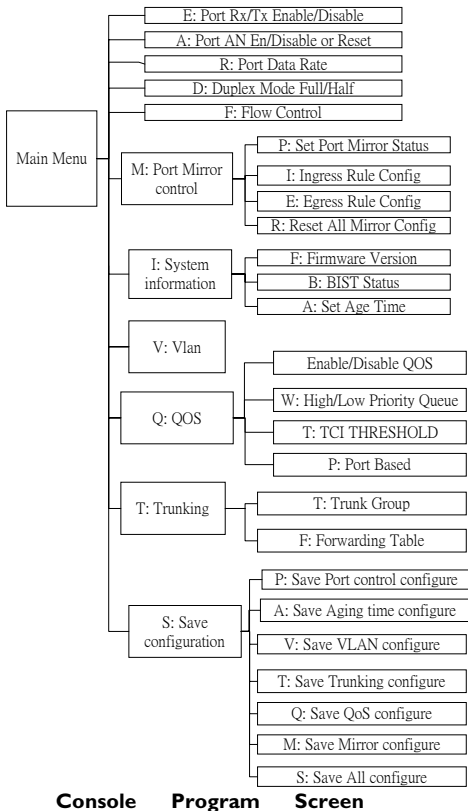 E: Port Rx/Tx Enable/Disable
A: Port AN En/Disable or Reset
R: Port Data Rate
D: Duplex Mode Full/Half
F: Flow Control
Main Menu
M: Port Mirror
control
P: Set Port Mirror Status
I: Ingress Rule Config
E: Egress Rule Config
R: Reset All Mirror Config
I: System
information
F: Firmware Version
B: BIST Status
A: Set Age Time
V: Vlan
Q: QOS
Enable/Disable QOS
W: High/Low Priority Queue
T: TCI THRESHOLD
P: Port Based
T: Trunking
T: Trunk Group
F: Forwarding Table
S: Save
configuration
P: Save Port control configure
A: Save Aging time configure
V: Save VLAN configure
T: Save Trunking configure
Q: Save QoS configure
M: Save Mirror configure
S: Save All configure
Console Program Screen